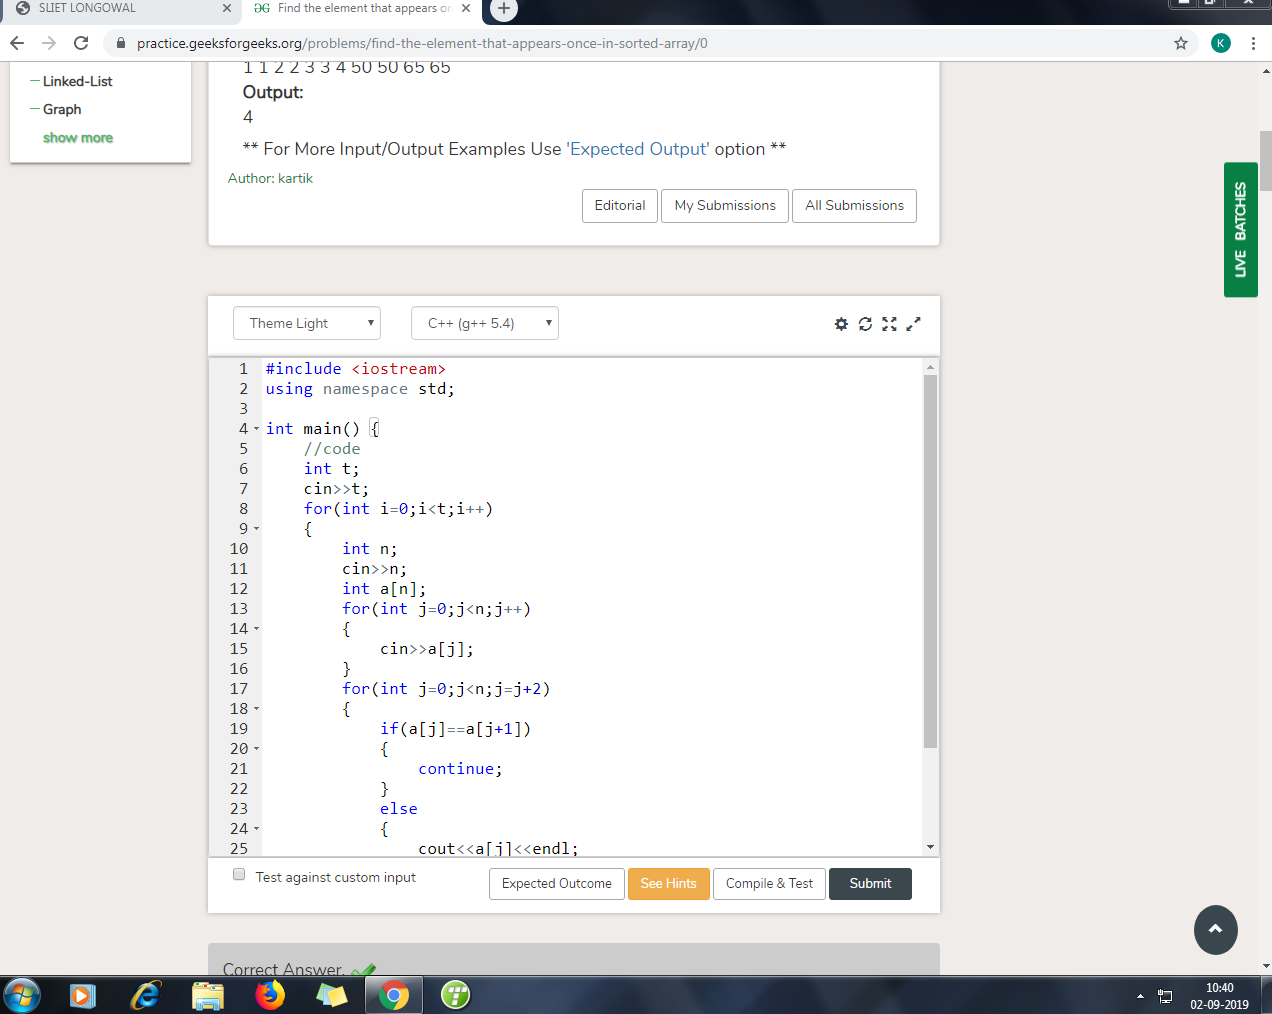 SLIET LONGOWAL
Find the element that appears on
practice.geeksforgeeks.org/problems/find-the-element-that-appears-once-in-sorted-array/0
K
Linked-List
Graph
show more
1 1 2 2 3 3 4 50 50 65 65
Output:
4
** For More Input/Output Examples Use 'Expected Output' option **
Author: kartik
Editorial
My Submissions
All Submissions
LIVE BATCHES
Theme Light
C++ (g++ 5.4)
1 #include <iostream>
2 using namespace std;
3
4 int main() {
5 //code
6 int t;
7 cin>>t;
8 for(int i=0;i<t;i++)
9 {
10 int n;
11 cin>>n;
12 int a[n];
13 for(int j=0;j<n;j++)
14 {
15 cin>>a[j];
16 }
17 for(int j=0;j<n;j=j+2)
18 {
19 if(a[j]==a[j+1])
20 {
21 continue;
22 }
23 else
24 {
25 cout<<a[j]<<endl;
Test against custom input
Expected Outcome
See Hints
Compile & Test
Submit
Correct Answer.
10:40
02-09-2019